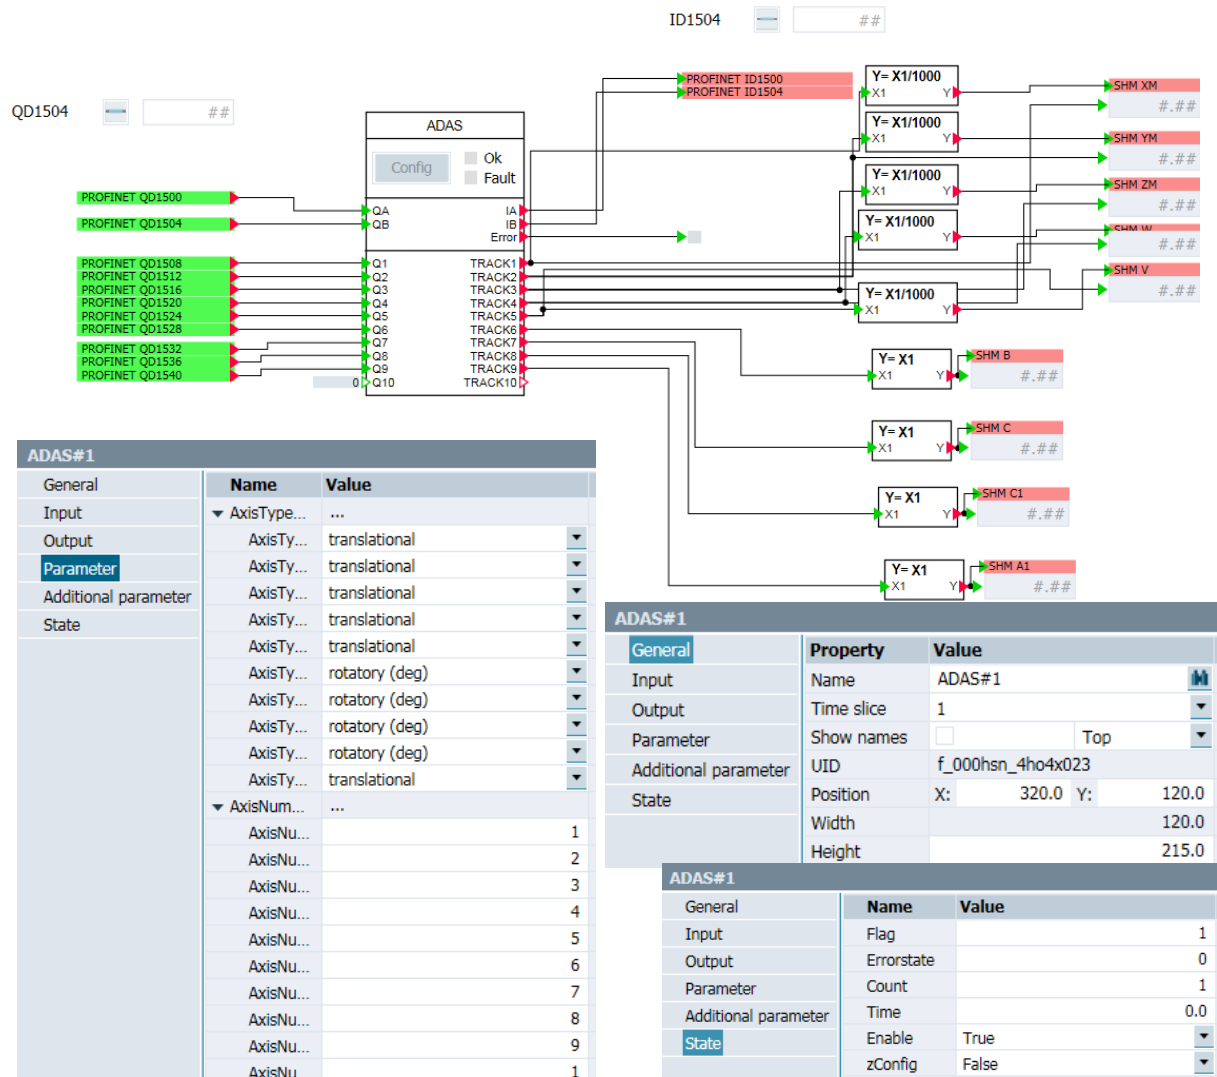 ID1504
##
QD1504
##
ADAS
Config
Ok
Fault
PROFINET QD1500
PROFINET QD1504
QA
QB
IA
IB
Error
PROFINET QD1508
PROFINET QD1512
PROFINET QD1516
PROFINET QD1520
PROFINET QD1524
PROFINET QD1528
PROFINET QD1532
PROFINET QD1536
PROFINET QD1540
0
Q1
Q2
Q3
Q4
Q5
Q6
Q7
Q8
Q9
Q10
TRACK1
TRACK2
TRACK3
TRACK4
TRACK5
TRACK6
TRACK7
TRACK8
TRACK9
TRACK10
PROFINET ID1500
PROFINET ID1504
Y= X1/1000
X1 Y
SHM XM
#.##
Y= X1/1000
X1 Y
SHM YM
#.##
Y= X1/1000
X1 Y
SHM ZM
#.##
Y= X1/1000
X1 Y
SHM W
#.##
Y= X1/1000
X1 Y
SHM V
#.##
Y= X1
X1 Y
SHM B
#.##
Y= X1
X1 Y
SHM C
#.##
Y= X1
X1 Y
SHM C1
#.##
Y= X1
X1 Y
SHM A1
#.##
ADAS#1
General
Input
Output
Parameter
Additional parameter
State
Name Value
AxisType... ...
AxisTy... translational
AxisTy... translational
AxisTy... translational
AxisTy... translational
AxisTy... translational
AxisTy... rotatory (deg)
AxisTy... rotatory (deg)
AxisTy... rotatory (deg)
AxisTy... rotatory (deg)
AxisTy... translational
AxisNum... ...
AxisNu... 1
AxisNu... 2
AxisNu... 3
AxisNu... 4
AxisNu... 5
AxisNu... 6
AxisNu... 7
AxisNu... 8
AxisNu... 9
AxisNu... 1
ADAS#1
General
Input
Output
Parameter
Additional parameter
State
Property Value
Name ADAS#1
Time slice 1
Show names Top
UID f_000hsn_4ho4x023
Position X: 320.0 Y: 120.0
Width 120.0
Height 215.0
ADAS#1
General
Input
Output
Parameter
Additional parameter
State
Name Value
Flag 1
Errorstate 0
Count 1
Time 0.0
Enable True
zConfig False